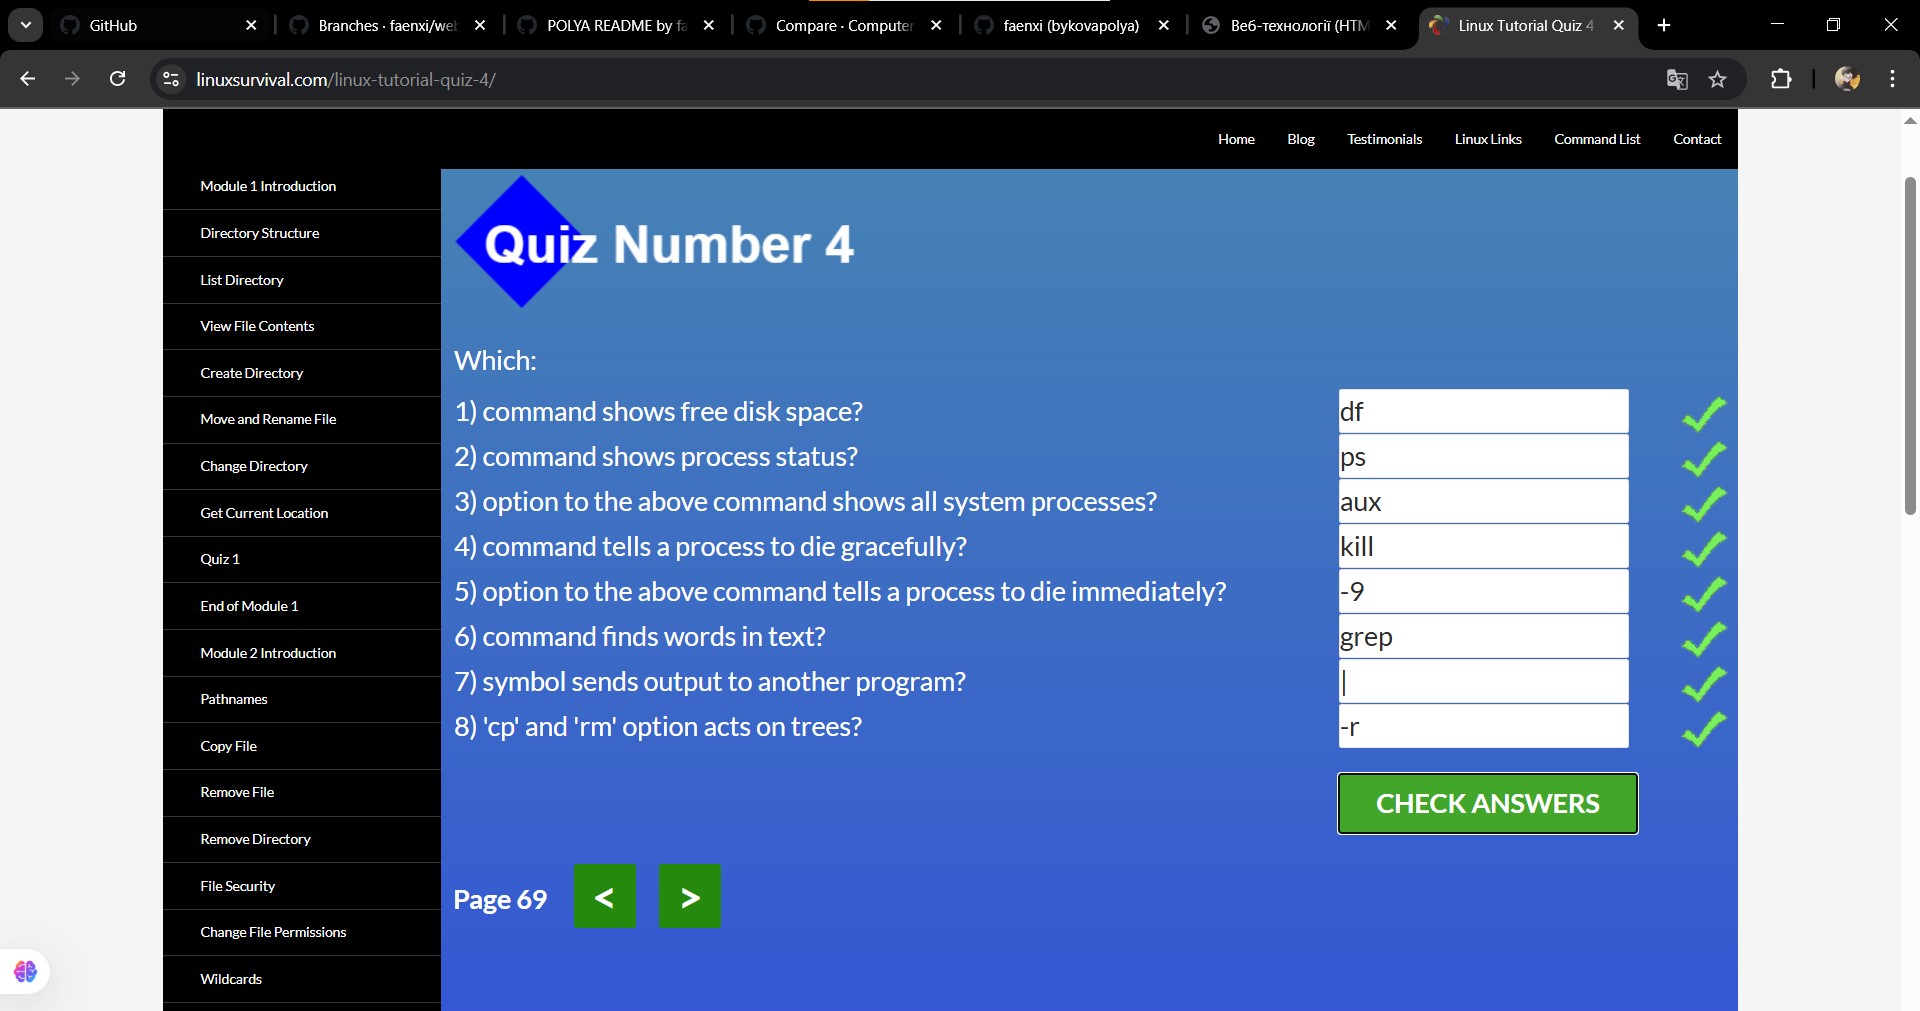 GitHub
Branches · faenxi/web
POLYA README by fa
Compare · Computer
faenxi (bykovapolya)
Веб-технології (HTM
Linux Tutorial Quiz 4
linuxsurvival.com/linux-tutorial-quiz-4/
Home Blog Testimonials Linux Links Command List Contact
Module 1 Introduction
Directory Structure
List Directory
View File Contents
Create Directory
Move and Rename File
Change Directory
Get Current Location
Quiz 1
End of Module 1
Module 2 Introduction
Pathnames
Copy File
Remove File
Remove Directory
File Security
Change File Permissions
Wildcards
Quiz Number 4
Which:
1) command shows free disk space? df
2) command shows process status? ps
3) option to the above command shows all system processes? aux
4) command tells a process to die gracefully? kill
5) option to the above command tells a process to die immediately? -9
6) command finds words in text? grep
7) symbol sends output to another program? |
8) 'cp' and 'rm' option acts on trees? -r
CHECK ANSWERS
Page 69 < >